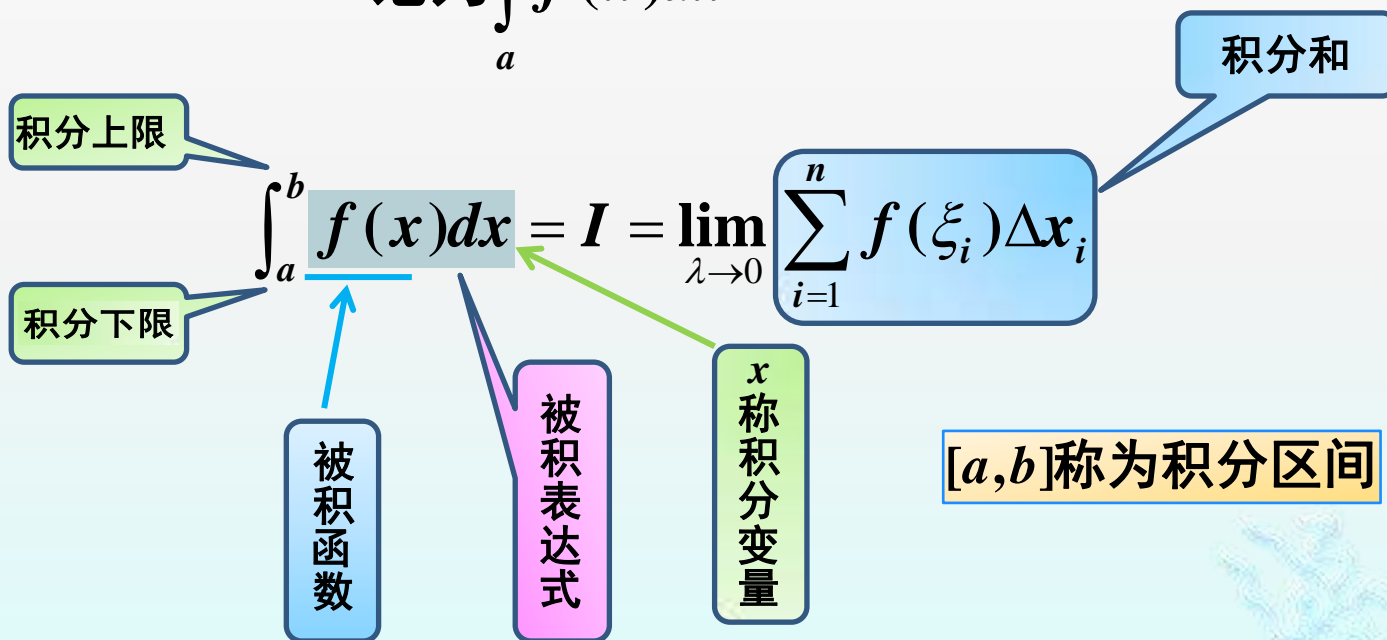 a
积分和
积分上限
∫_a^b f(x)dx = I = lim_{λ→0} ∑_{i=1}^n f(ξ_i)Δx_i
积分下限
被积函数
被积表达式
x称积分变量
[a,b]称为积分区间